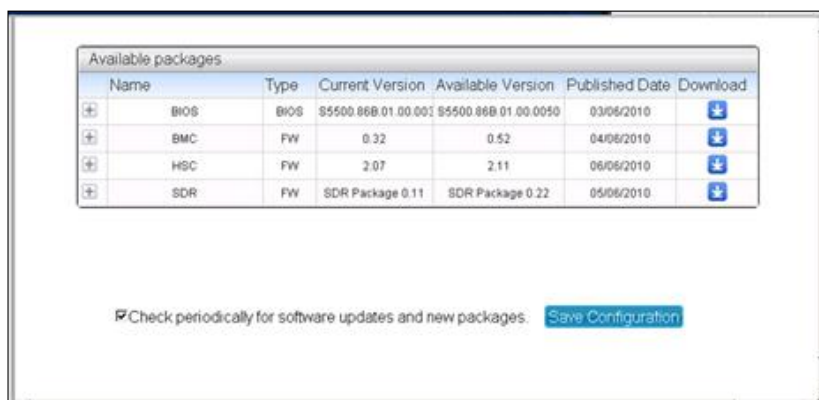 Available packages
Name Type Current Version Available Version Published Date Download
BIOS BIOS S5500.86B.01.00.003 S5500.86B.01.00.0050 03/06/2010
BMC FW 0.32 0.52 04/06/2010
HSC FW 2.07 2.11 06/06/2010
SDR FW SDR Package 0.11 SDR Package 0.22 05/06/2010
Check periodically for software updates and new packages. Save Configuration